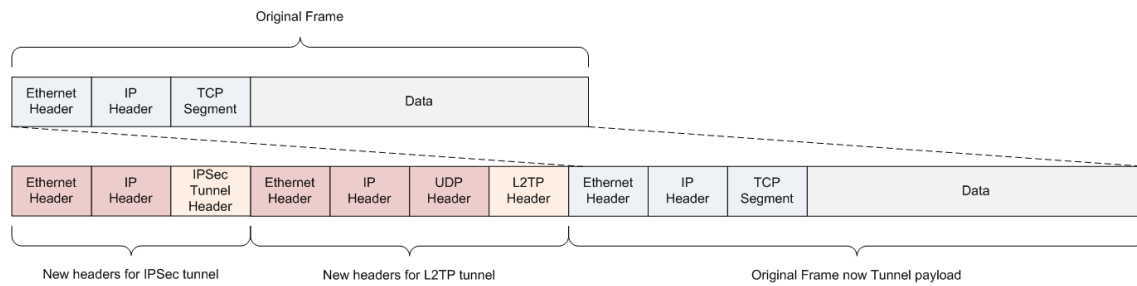 Original Frame
Ethernet
Header
IP
Header
TCP
Segment
Data
Ethernet
Header
IP
Header
IPSec
Tunnel
Header
Ethernet
Header
IP
Header
UDP
Header
L2TP
Header
Ethernet
Header
IP
Header
TCP
Segment
Data
New headers for IPSec tunnel
New headers for L2TP tunnel
Original Frame now Tunnel payload